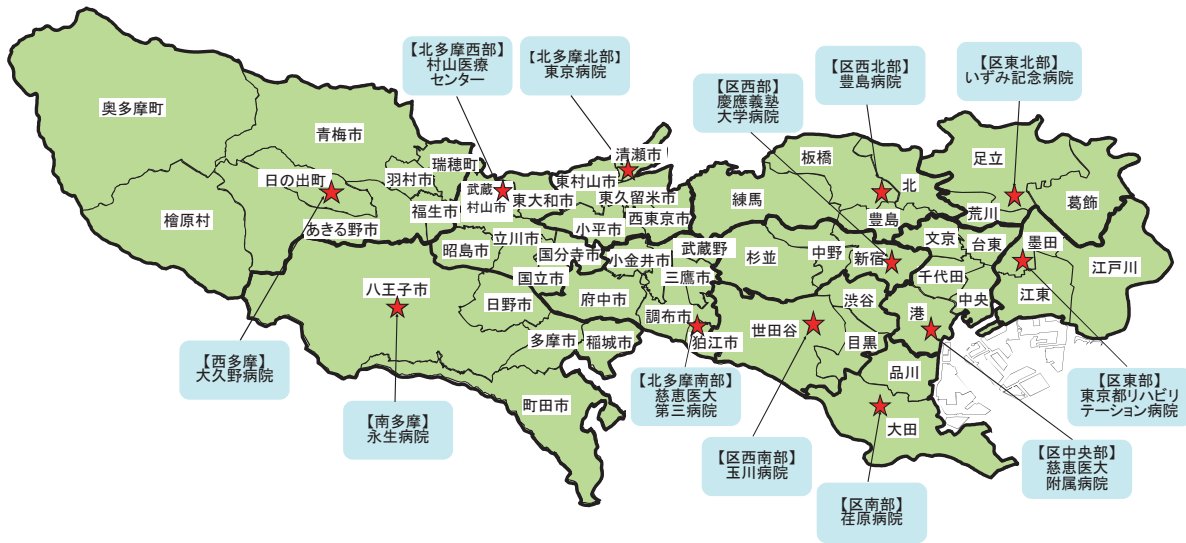 【北多摩西部】
村山医療
センター
【北多摩北部】
東京病院
【区西部】
慶應義塾
大学病院
【区西北部】
豊島病院
【区東北部】
いずみ記念病院
奥多摩町
青梅市
瑞穂町
羽村市
日の出町
福生市
あきる野市
檜原村
武蔵
村山市
東大和市
東村山市
清瀬市
東久留米市
西東京市
小平市
昭島市
立川市
国分寺市
国立市
小金井市
武蔵野
三鷹市
府中市
調布市
狛江市
八王子市
日野市
多摩市
稲城市
町田市
板橋
練馬
北
豊島
足立
荒川
葛飾
杉並
中野
新宿
文京
台東
墨田
江戸川
千代田
中央
江東
渋谷
港
世田谷
目黒
品川
大田
【西多摩】
大久野病院
【南多摩】
永生病院
【北多摩南部】
慈恵医大
第三病院
【区西南部】
玉川病院
【区南部】
荏原病院
【区中央部】
慈恵医大
附属病院
【区東部】
東京都リハビリ
テーション病院